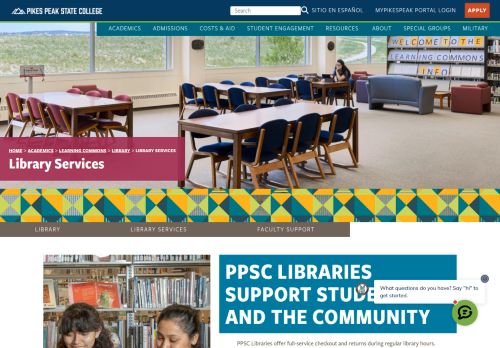 PIKES PEAK STATE COLLEGE
Search
SITIO EN ESPAÑOL
MYPIKESPEAK PORTAL LOGIN
APPLY
ACADEMICS
ADMISSIONS
COSTS & AID
STUDENT ENGAGEMENT
RESOURCES
ABOUT
SPECIAL GROUPS
MILITARY
WELCOME TO THE
LEARNING COMMONS
INFO
HOME > ACADEMICS > LEARNING COMMONS > LIBRARY > LIBRARY SERVICES
Library Services
LIBRARY
LIBRARY SERVICES
FACULTY SUPPORT
PPSC LIBRARIES
SUPPORT STUDE
AND THE COMMUNITY
What questions do you have? Say "hi" to
get started.
PPSC Libraries offer full-service checkout and returns during regular library hours.